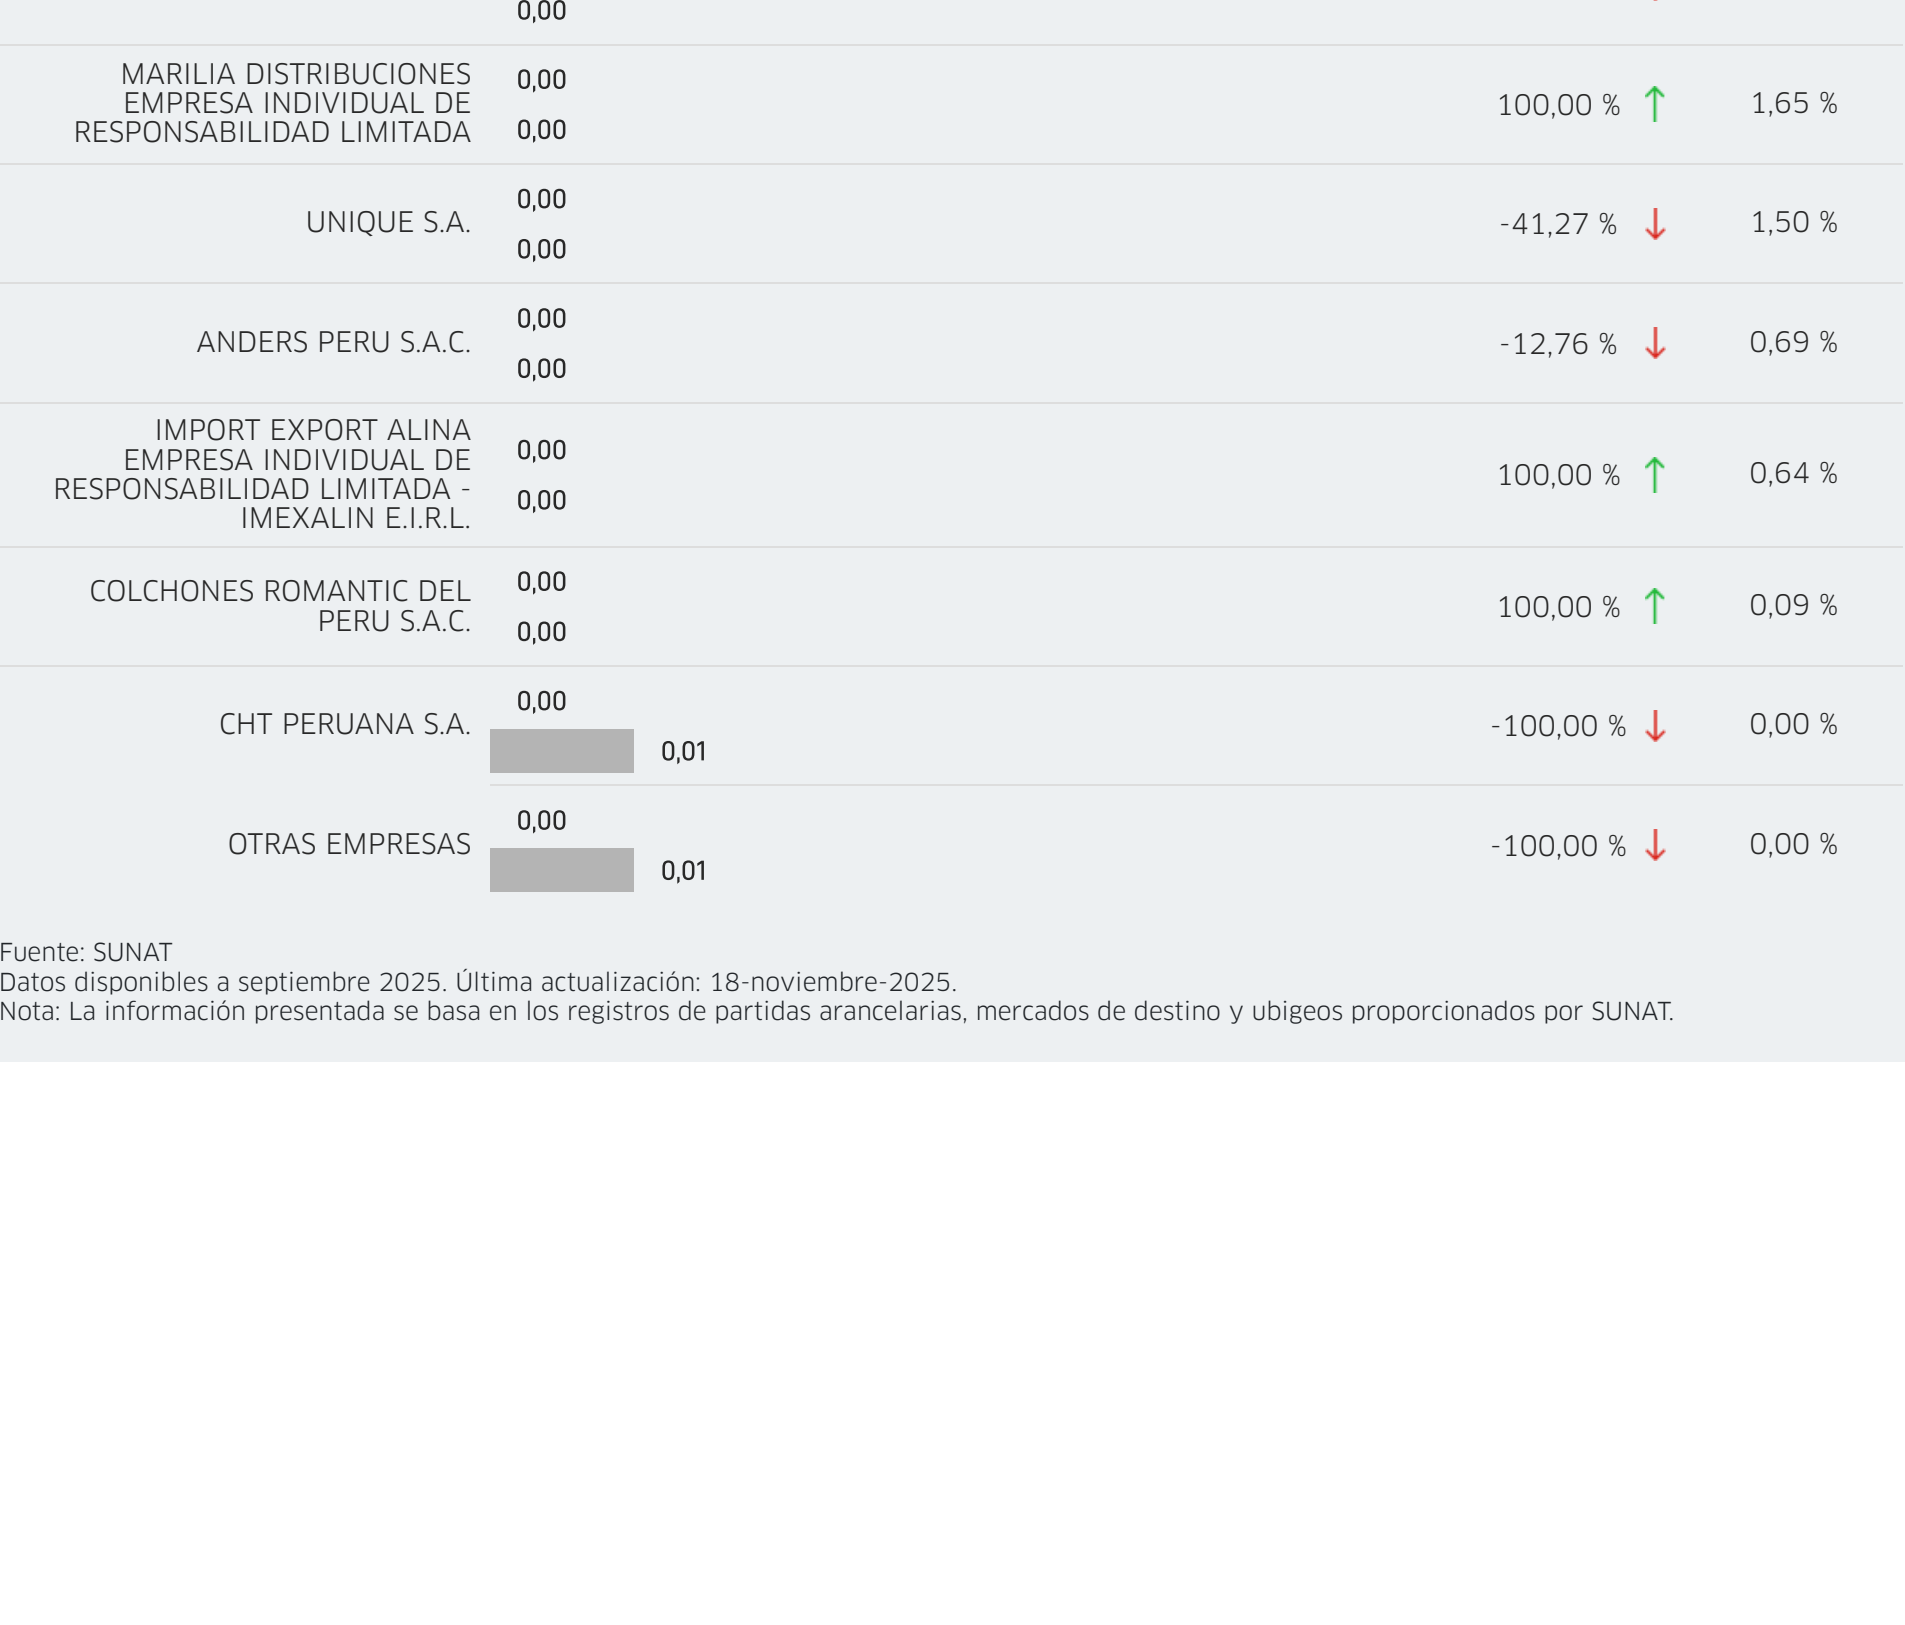 0,00
MARILIA DISTRIBUCIONES
EMPRESA INDIVIDUAL DE
RESPONSABILIDAD LIMITADA
0,00
0,00
100,00 %
1,65 %
UNIQUE S.A.
0,00
0,00
-41,27 %
1,50 %
ANDERS PERU S.A.C.
0,00
0,00
-12,76 %
0,69 %
IMPORT EXPORT ALINA
EMPRESA INDIVIDUAL DE
RESPONSABILIDAD LIMITADA -
IMEXALIN E.I.R.L.
0,00
0,00
100,00 %
0,64 %
COLCHONES ROMANTIC DEL
PERU S.A.C.
0,00
0,00
100,00 %
0,09 %
CHT PERUANA S.A.
0,00
0,01
-100,00 %
0,00 %
OTRAS EMPRESAS
0,00
0,01
-100,00 %
0,00 %
Fuente: SUNAT
Datos disponibles a septiembre 2025. Última actualización: 18-noviembre-2025.
Nota: La información presentada se basa en los registros de partidas arancelarias, mercados de destino y ubigeos proporcionados por SUNAT.